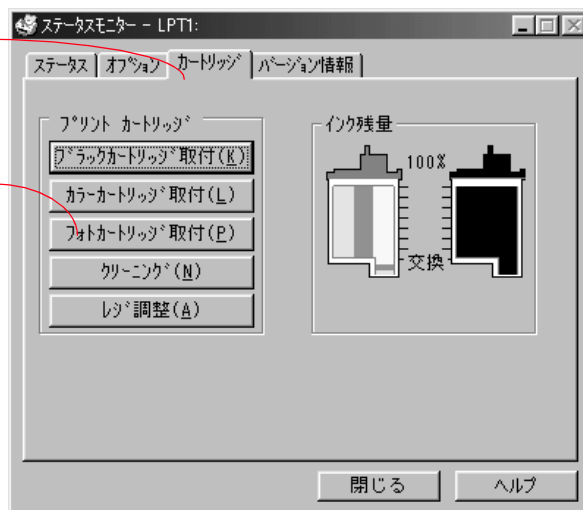 ステータスモニター - LPT1:
ステータス オプション カートリッジ バージョン情報
プリント カートリッジ
ブラックカートリッジ取付(K)
カラーカートリッジ取付(L)
フォトカートリッジ取付(P)
クリーニング(N)
レジ調整(A)
インク残量
100%
交換
閉じる ヘルプ